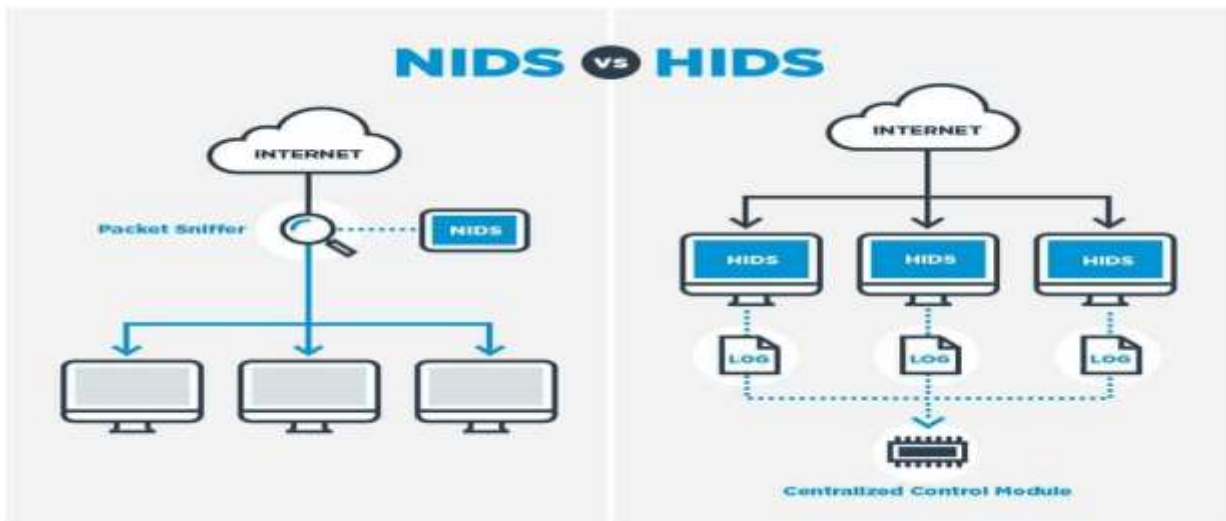 NIDS vs HIDS
INTERNET
Packet Sniffer
NIDS
INTERNET
HIDS
HIDS
HIDS
LOG
LOG
LOG
Centralized Control Module